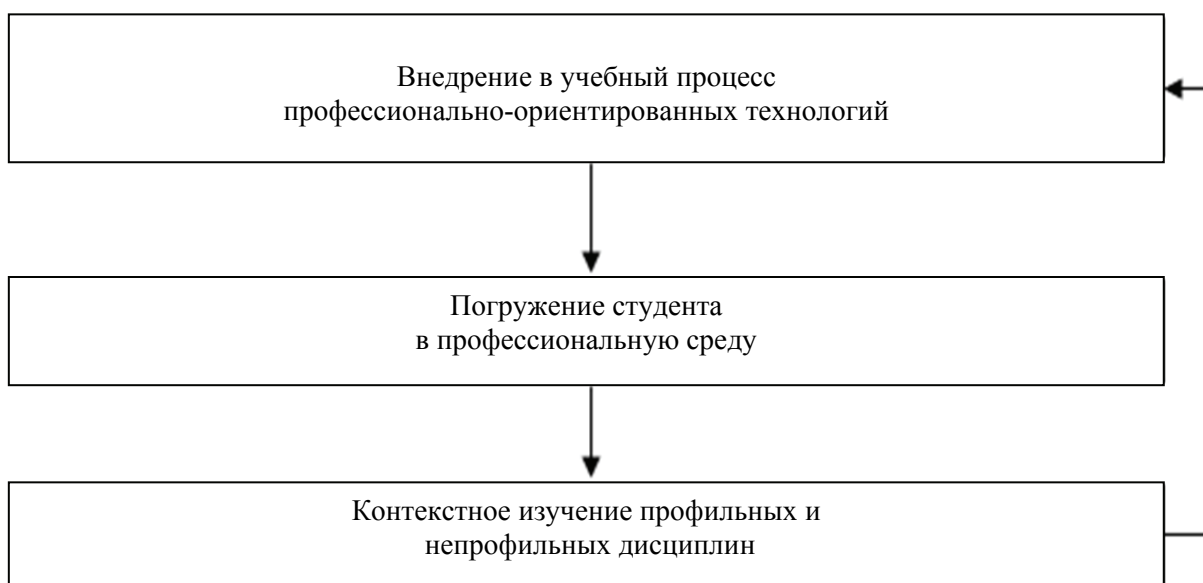 Внедрение в учебный процесс
профессионально-ориентированных технологий
Погружение студента
в профессиональную среду
Контекстное изучение профильных и
непрофильных дисциплин